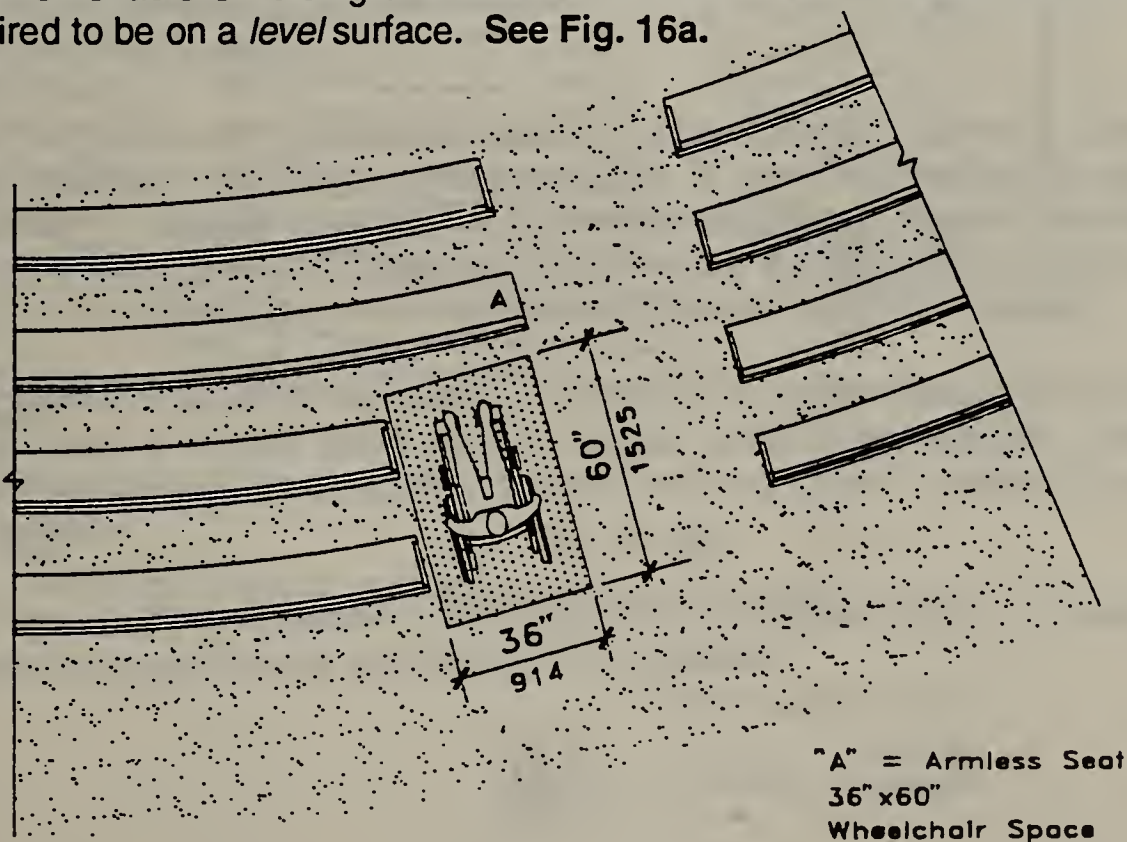 ired to be on a level surface. See Fig. 16a.
A
60"
1525
36"
914
"A" = Armless Seat
36"x60"
Wheelchair Space